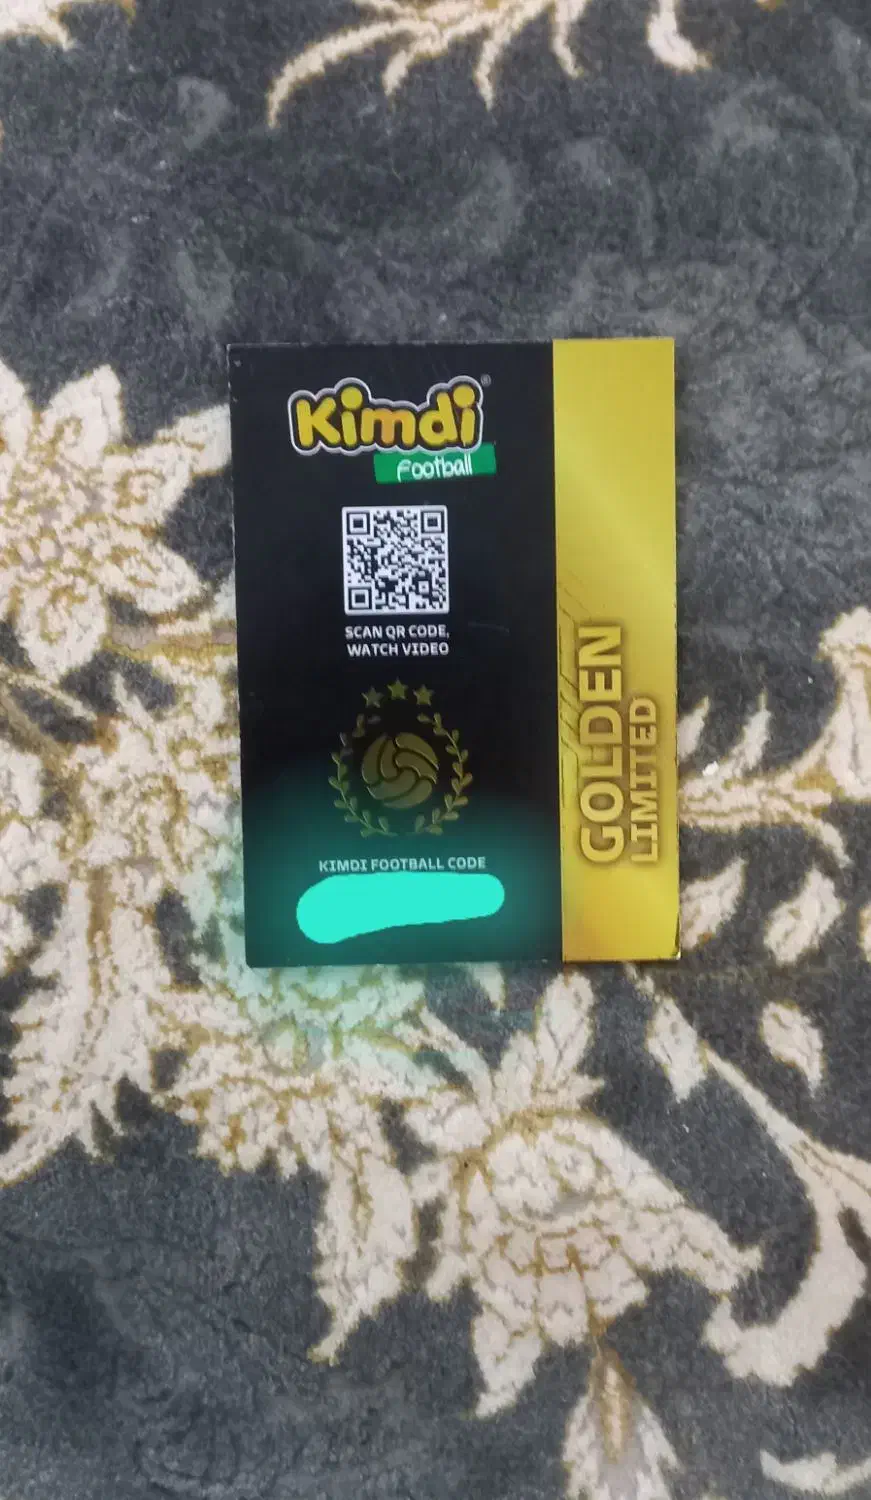 Kimdi®
Football
SCAN QR CODE,
WATCH VIDEO
KIMDI FOOTBALL CODE
GOLDEN
LIMITED